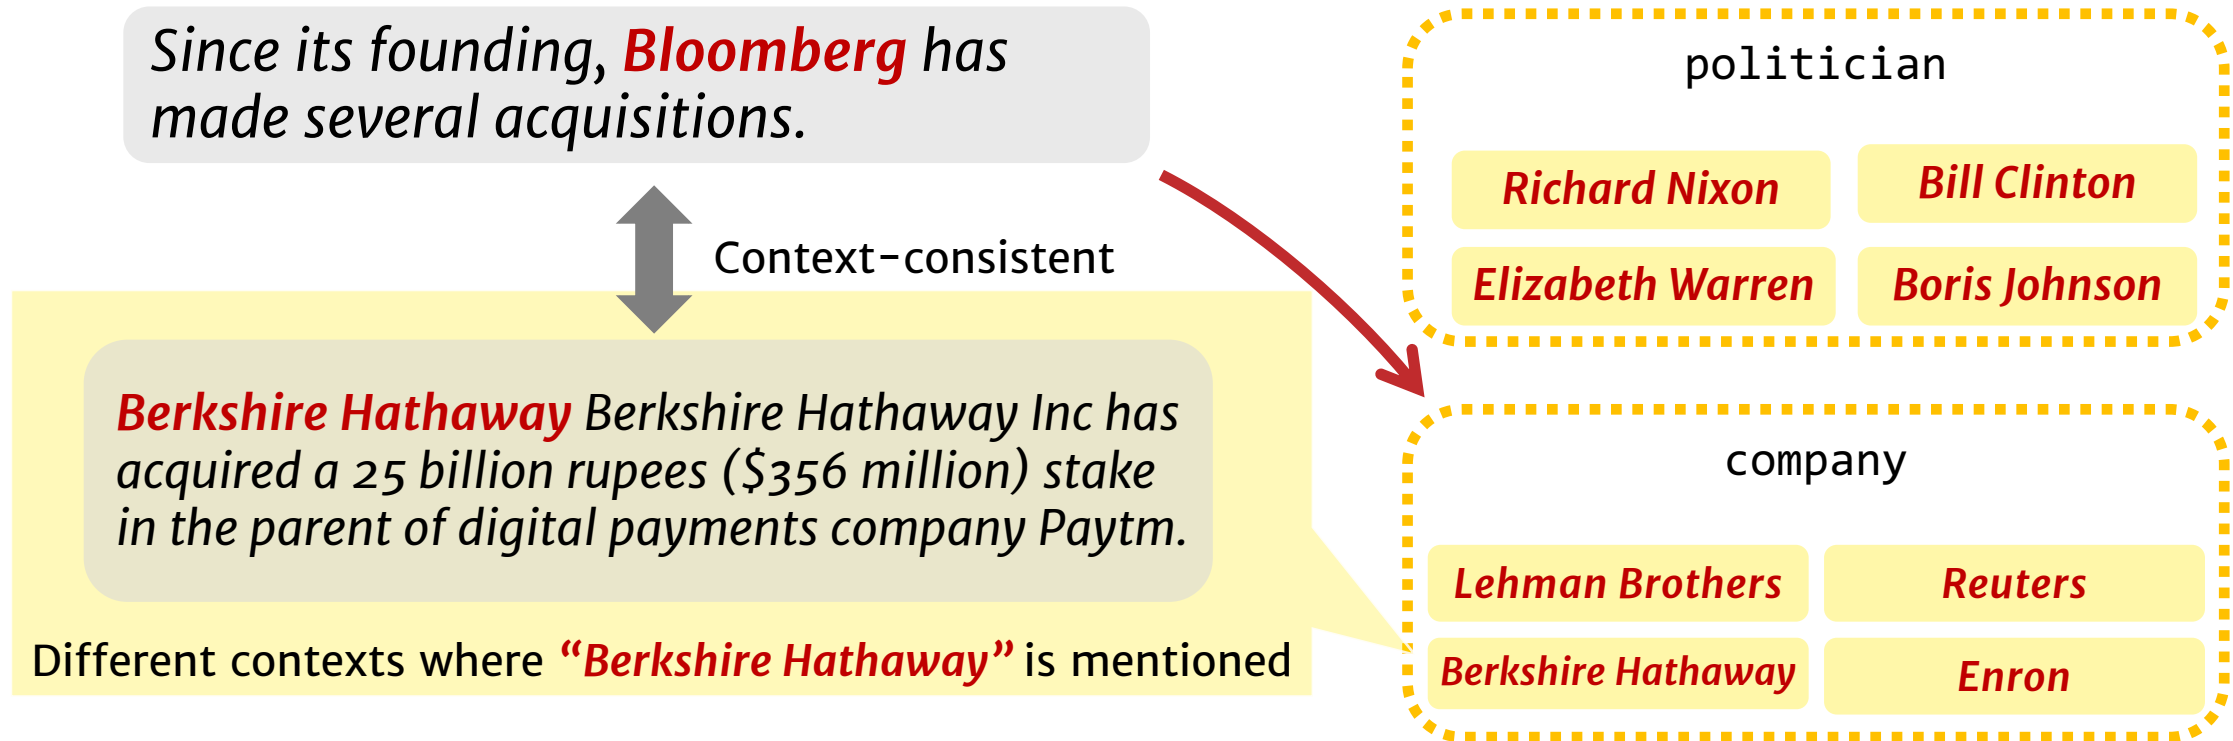 Since its founding, Bloomberg has
made several acquisitions.
Context-consistent
Berkshire Hathaway Berkshire Hathaway Inc has
acquired a 25 billion rupees ($356 million) stake
in the parent of digital payments company Paytm.
Different contexts where “Berkshire Hathaway” is mentioned
politician
Richard Nixon
Bill Clinton
Elizabeth Warren
Boris Johnson
company
Lehman Brothers
Reuters
Berkshire Hathaway
Enron